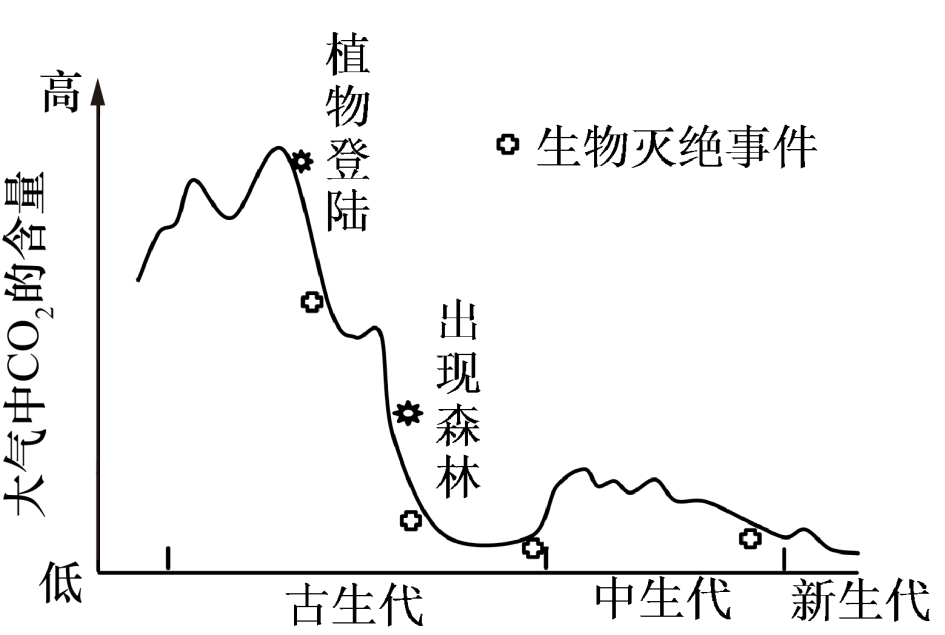 高
植物登陆
生物灭绝事件
大气中CO₂的含量
出现森林
低
古生代
中生代
新生代